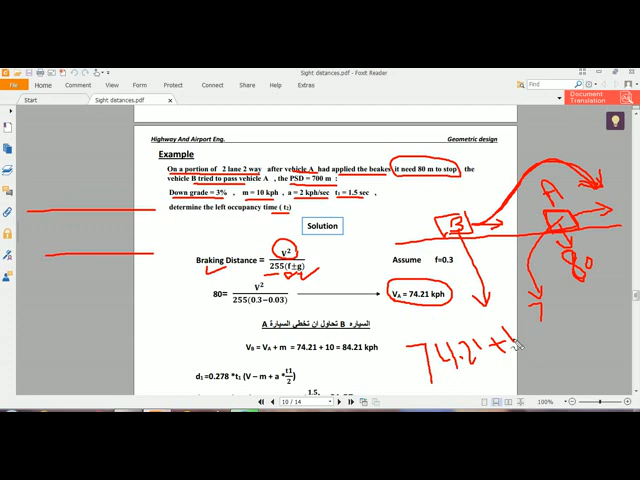 Sight distances.pdf - Foxit Reader
File Home Comment View Form Protect Share Help Extras
Find
Start Sight distances.pdf
Document Translation
Highway And Airport Eng. Geometric design
Example
On a portion of 2 lane 2 way after vehicle A had applied the beakes it need 80 m to stop the
vehicle B tried to pass vehicle A , the PSD = 700 m :
Down grade = 3% , m = 10 kph , a = 2 kph/sec t₁ = 1.5 sec ,
determine the left occupancy time ( t₂)
Solution
Braking Distance = V² / 255(f±g) Assume f=0.3
80= V² / 255(0.3-0.03) VA = 74.21 kph
السياره B تحاول ان تخطي السيارة A
VB = VA + m = 74.21 + 10 = 84.21 kph
d₁ =0.278 *t₁ (V – m + a *t1/2)
A
B
80
74.21 +
10 / 14
100%